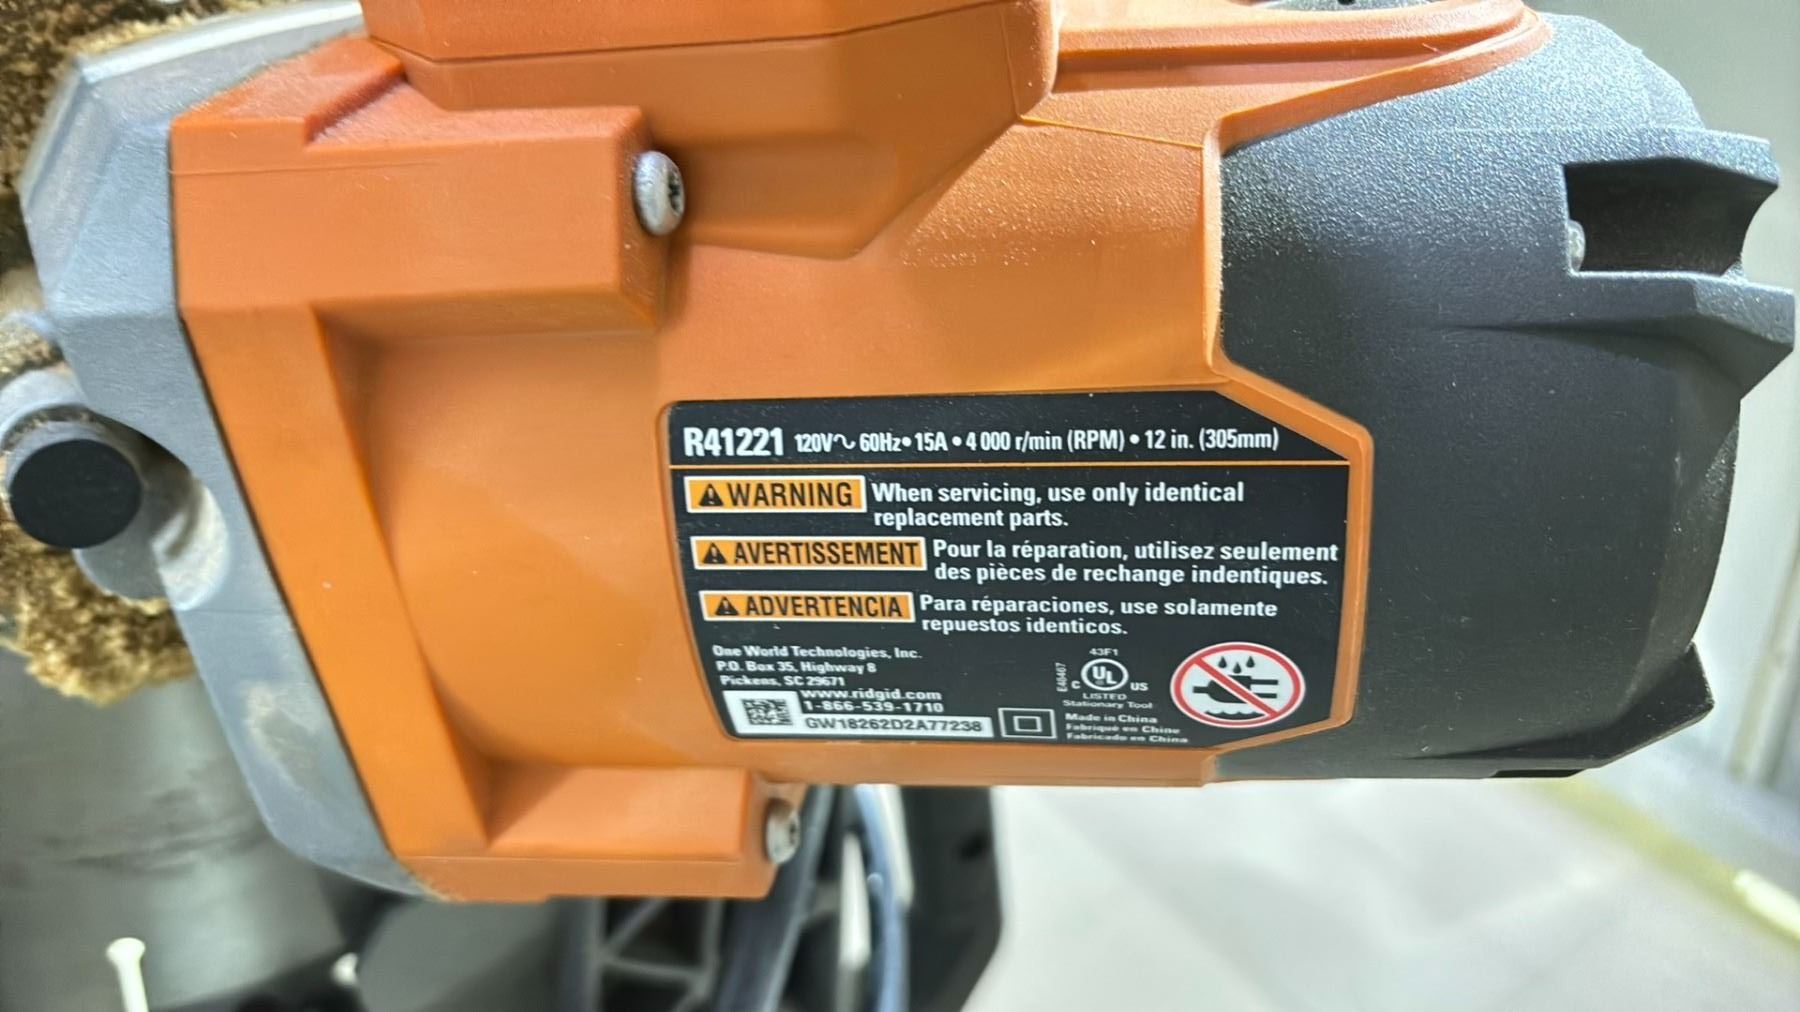 R41221 120V~ 60Hz• 15A • 4 000 r/min (RPM) • 12 in. (305mm)
WARNING When servicing, use only identical
replacement parts.
AVERTISSEMENT Pour la réparation, utilisez seulement
des pièces de rechange indentiques.
ADVERTENCIA Para réparaciones, use solamente
repuestos identicos.
One World Technologies, Inc.
P.O. Box 35, Highway 8
Pickens, SC 29671
www.ridgid.com
1-866-539-1710
GW18262D2A77238
43F1
E48467
C UL US
LISTED
Stationary Tool
Made in China
Fabriqué en Chine
Fabricado en China